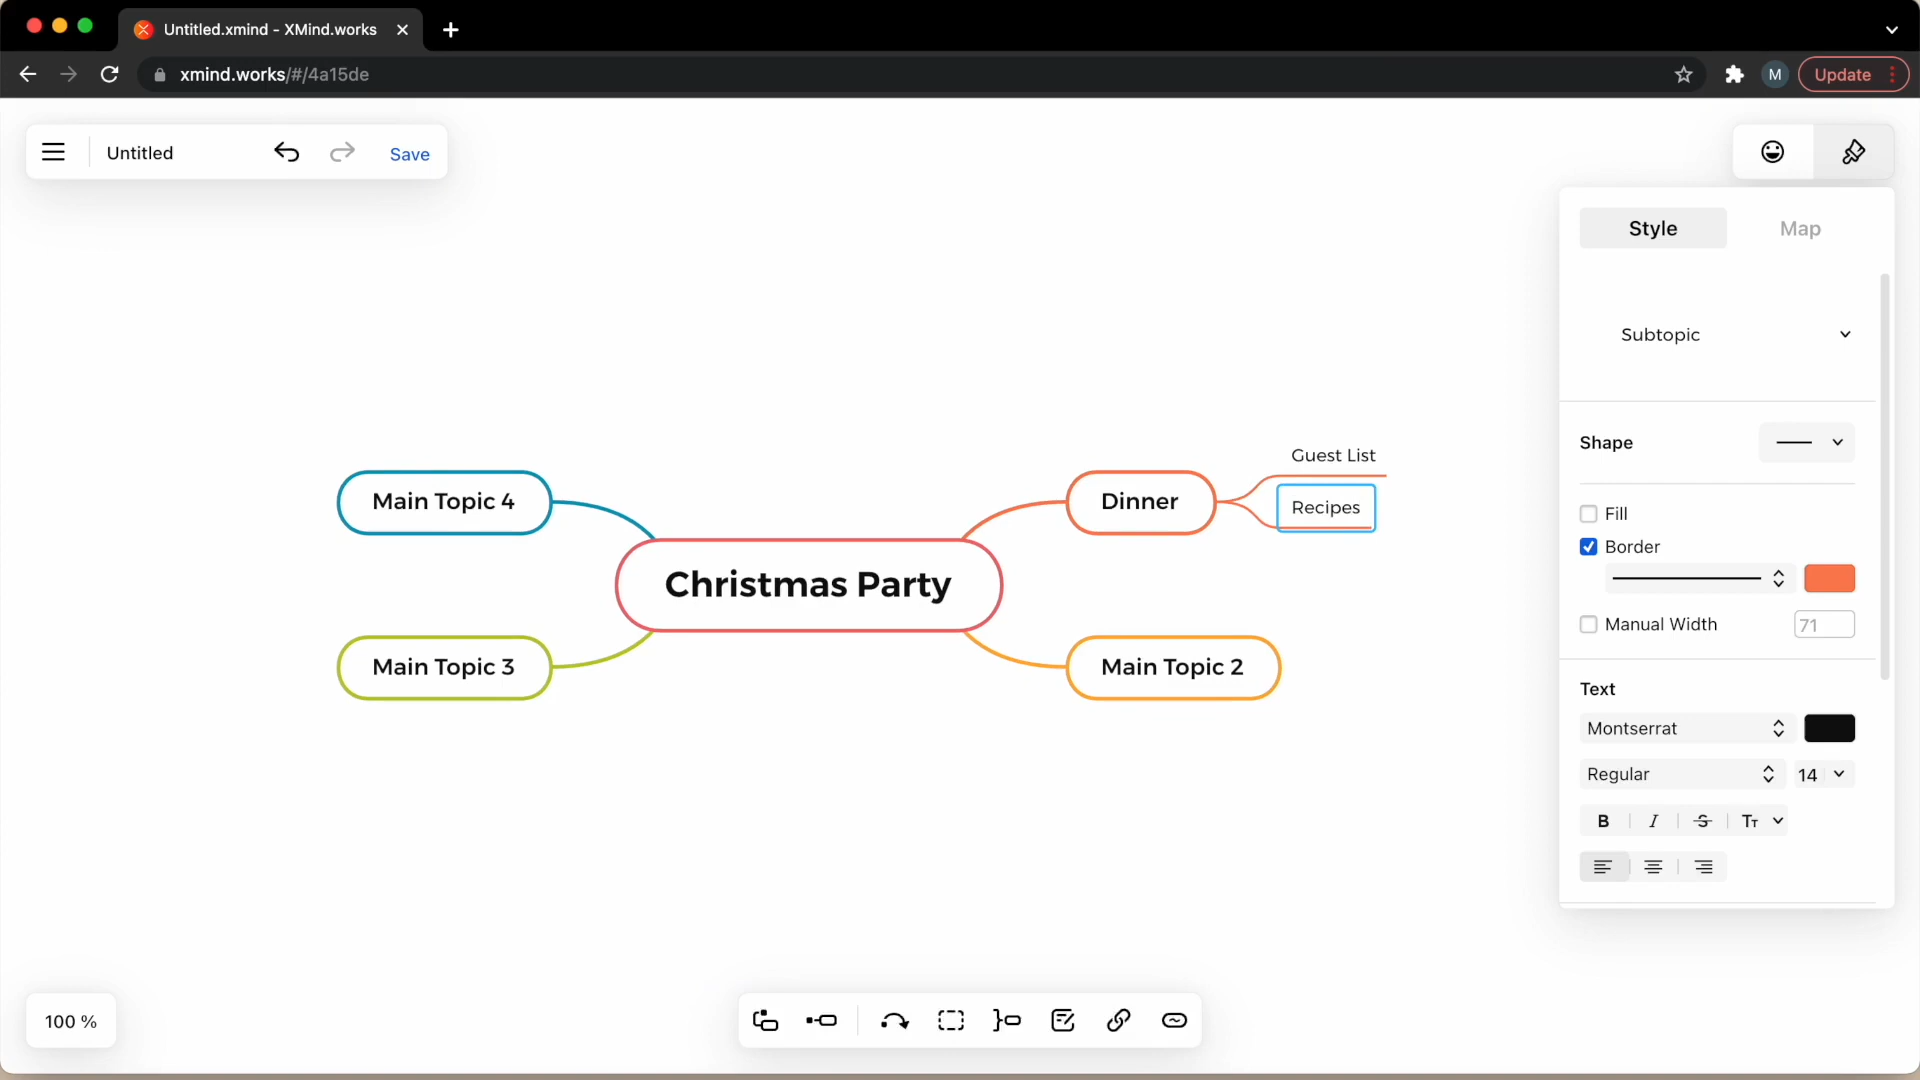 Untitled.xmind - XMind.works
xmind.works/#/4a15de
M
Update
Untitled
Save
Style
Map
Subtopic
Shape
Guest List
Main Topic 4
Dinner
Recipes
Fill
Border
Christmas Party
Manual Width
71
Main Topic 3
Main Topic 2
Text
Montserrat
Regular
14
B
I
S
TT
100 %